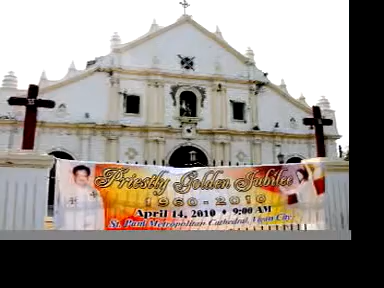 Priestly Golden Jubilee
1960 - 2010
April 14, 2010 • 9:00 AM
St. Paul Metropolitan Cathedral, Vigan City